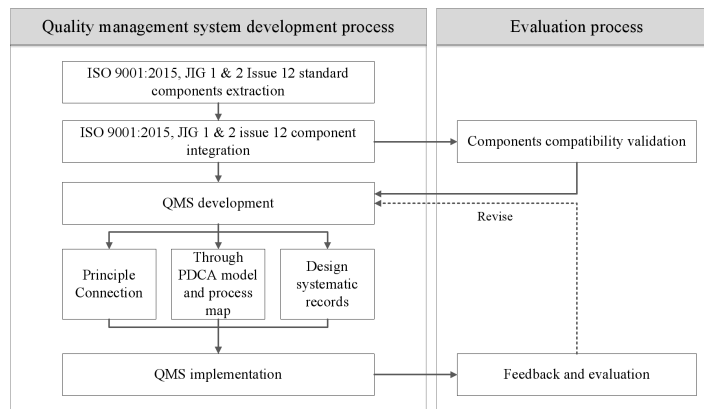 Quality management system development process
Evaluation process
ISO 9001:2015, JIG 1 & 2 Issue 12 standard
components extraction
ISO 9001:2015, JIG 1 & 2 issue 12 component
integration
Components compatibility validation
QMS development
Revise
Principle
Connection
Through
PDCA model
and process
map
Design
systematic
records
QMS implementation
Feedback and evaluation